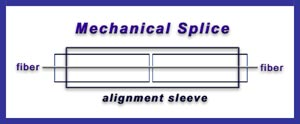 Mechanical Splice
fiber fiber
alignment sleeve